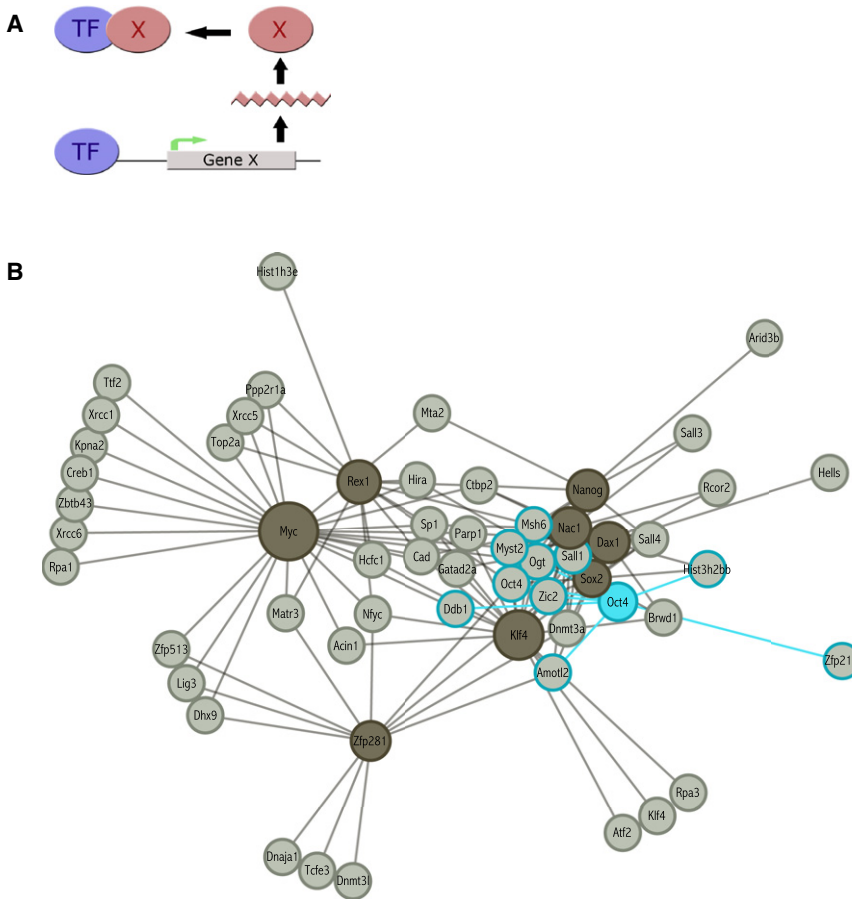 A
TF X X
TF Gene X
B
Hist1h3e
Arid3b
Ttf2
Ppp2r1a
Xrcc1
Xrcc5
Mta2
Kpna2
Top2a
Sall3
Creb1
Rex1
Hira
Ctbp2
Nanog
Rcor2
Hells
Zbtb43
Myc
Sp1
Parp1
Msh6
Nac1
Dax1
Sall4
Xrcc6
Myst2
Rpa1
Hcfc1
Cad
Gatad2a
Ogt
Sall1
Hist3h2bb
Oct4
Sox2
Zic2
Oct4
Matr3
Nfyc
Ddb1
Brwd1
Klf4
Dnmt3a
Acin1
Zfp513
Amotl2
Zfp21
Lig3
Dhx9
Zfp281
Rpa3
Klf4
Atf2
Dnaja1
Tcfe3
Dnmt3l